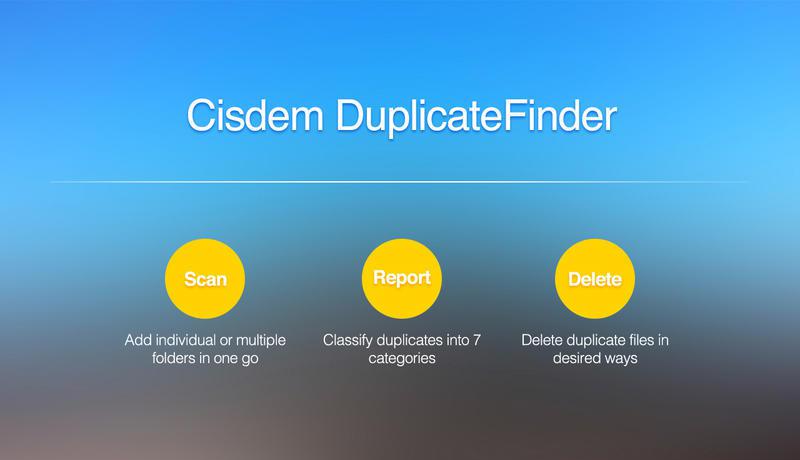 Cisdem DuplicateFinder
Scan
Add individual or multiple
folders in one go
Report
Classify duplicates into 7
categories
Delete
Delete duplicate files in
desired ways